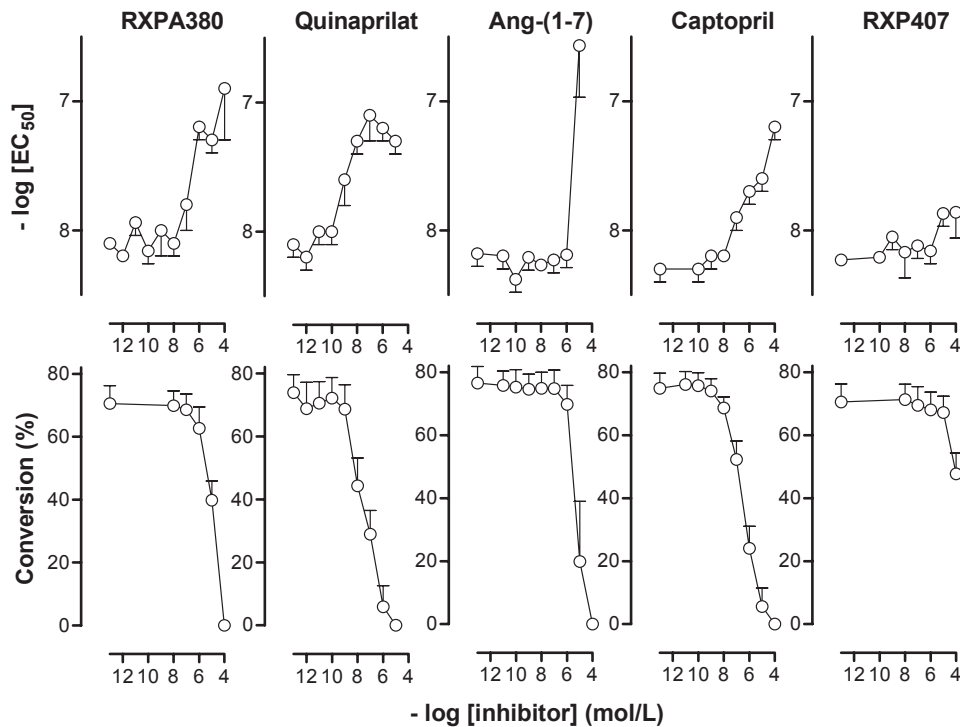 RXPA380 Quinaprilat Ang-(1-7) Captopril RXP407
- log [EC50]
7 7 7 7 7
8 8 8 8 8
12 10 8 6 4 12 10 8 6 4 12 10 8 6 4 12 10 8 6 4 12 10 8 6 4
Conversion (%)
80 80 80 80 80
60 60 60 60 60
40 40 40 40 40
20 20 20 20 20
0 0 0 0 0
12 10 8 6 4 12 10 8 6 4 12 10 8 6 4 12 10 8 6 4 12 10 8 6 4
- log [inhibitor] (mol/L)